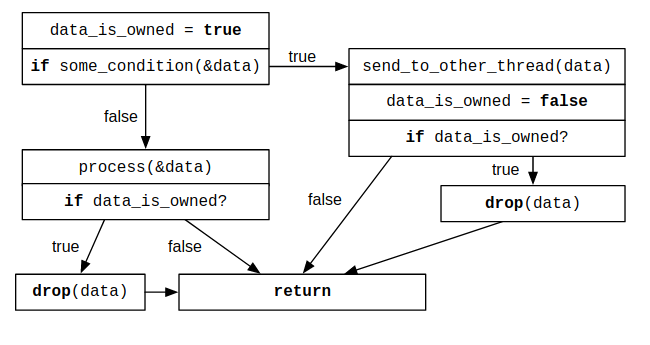 data_is_owned = true
if some_condition(&data)
true
send_to_other_thread(data)
data_is_owned = false
if data_is_owned?
false
process(&data)
if data_is_owned?
false
true
drop(data)
true
false
drop(data)
return